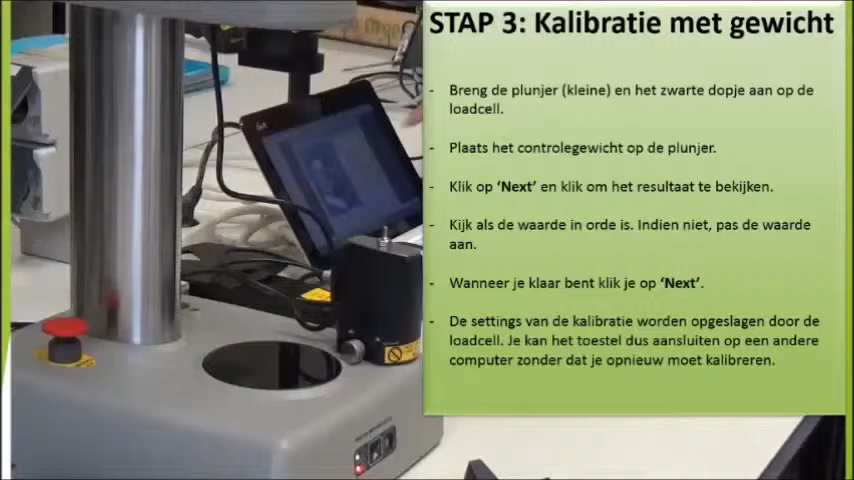 STAP 3: Kalibratie met gewicht
- Breng de plunjer (kleine) en het zwarte dopje aan op de
loadcell.
- Plaats het controlegewicht op de plunjer.
- Klik op ‘Next’ en klik om het resultaat te bekijken.
- Kijk als de waarde in orde is. Indien niet, pas de waarde
aan.
- Wanneer je klaar bent klik je op ‘Next’.
- De settings van de kalibratie worden opgeslagen door de
loadcell. Je kan het toestel dus aansluiten op een andere
computer zonder dat je opnieuw moet kalibreren.